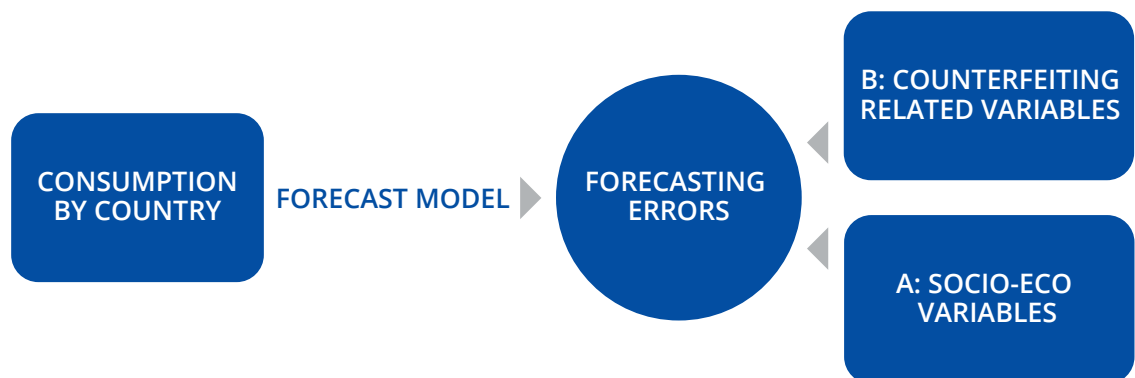 CONSUMPTION
BY COUNTRY
FORECAST MODEL
FORECASTING
ERRORS
B: COUNTERFEITING
RELATED VARIABLES
A: SOCIO-ECO
VARIABLES